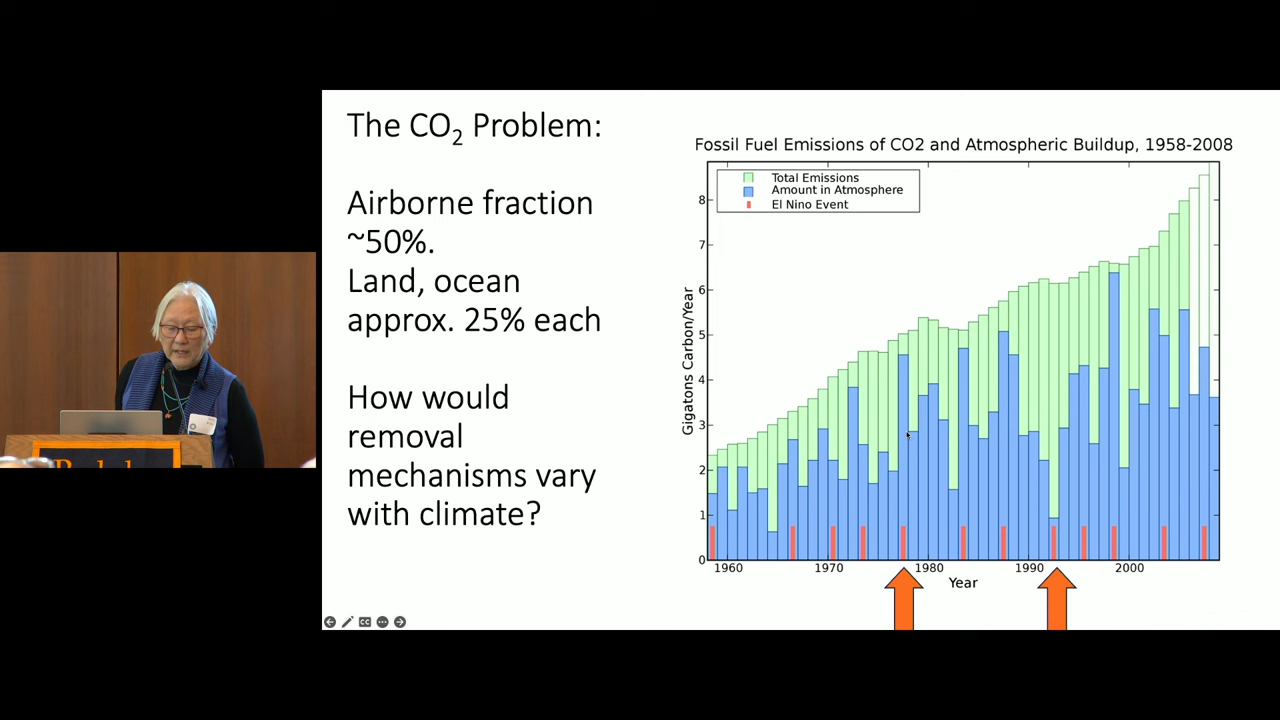 The CO2 Problem:
Airborne fraction
~50%.
Land, ocean
approx. 25% each
How would
removal
mechanisms vary
with climate?
Fossil Fuel Emissions of CO2 and Atmospheric Buildup, 1958-2008
Total Emissions
Amount in Atmosphere
El Nino Event
Gigatons Carbon/Year
8
7
6
5
4
3
2
1
0
1960 1970 1980 1990 2000
Year
CC